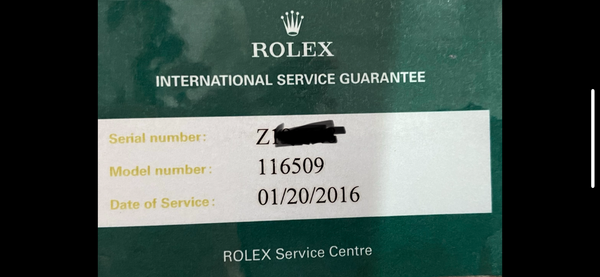 ROLEX
INTERNATIONAL SERVICE GUARANTEE
Serial number: Z
Model number: 116509
Date of Service: 01/20/2016
ROLEX Service Centre